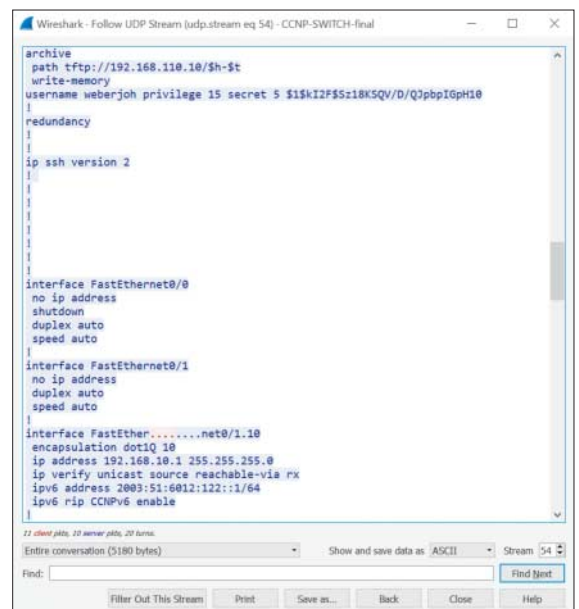 Wireshark - Follow UDP Stream (udp.stream eq 54) - CCNP-SWITCH-final
archive
path tftp://192.168.110.10/$h-$t
write-memory
username weberjoh privilege 15 secret 5 $1$kI2F$Sz18KSQV/D/QJpbpIGpH10
!
redundancy
!
!
ip ssh version 2
!
!
!
!
!
!
!
!
interface FastEthernet0/0
no ip address
shutdown
duplex auto
speed auto
!
interface FastEthernet0/1
no ip address
duplex auto
speed auto
!
interface FastEther........net0/1.10
encapsulation dot1Q 10
ip address 192.168.10.1 255.255.255.0
ip verify unicast source reachable-via rx
ipv6 address 2003:51:6012:122::1/64
ipv6 rip CCNPv6 enable
!
11 client pkts, 10 server pkts, 20 turns.
Entire conversation (5180 bytes) Show and save data as ASCII Stream 54
Find: Find Next
Filter Out This Stream Print Save as... Back Close Help